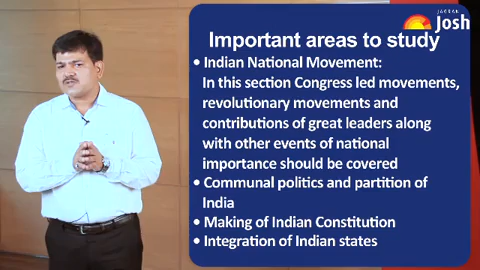 JAGRAN
Josh
Important areas to study
• Indian National Movement:
In this section Congress led movements,
revolutionary movements and
contributions of great leaders along
with other events of national
importance should be covered
• Communal politics and partition of
India
• Making of Indian Constitution
• Integration of Indian states